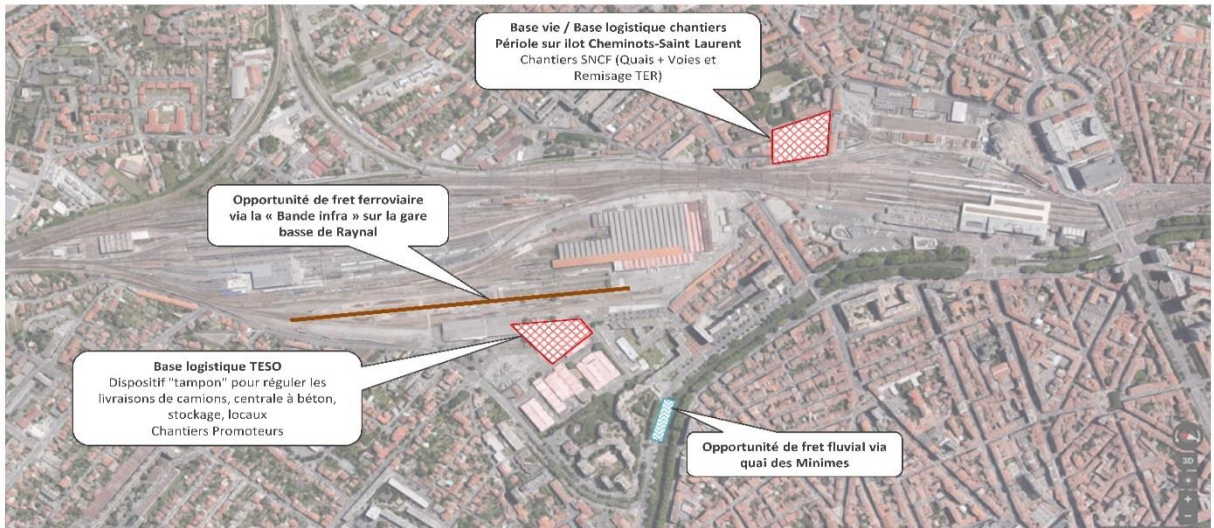 Base vie / Base logistique chantiers
Périole sur ilot Cheminots-Saint Laurent
Chantiers SNCF (Quais + Voies et
Remisage TER)
Opportunité de fret ferroviaire
via la « Bande infra » sur la gare
basse de Raynal
Base logistique TESO
Dispositif "tampon" pour réguler les
livraisons de camions, centrale à béton,
stockage, locaux
Chantiers Promoteurs
Opportunité de fret fluvial via
quai des Minimes
3D
+
−